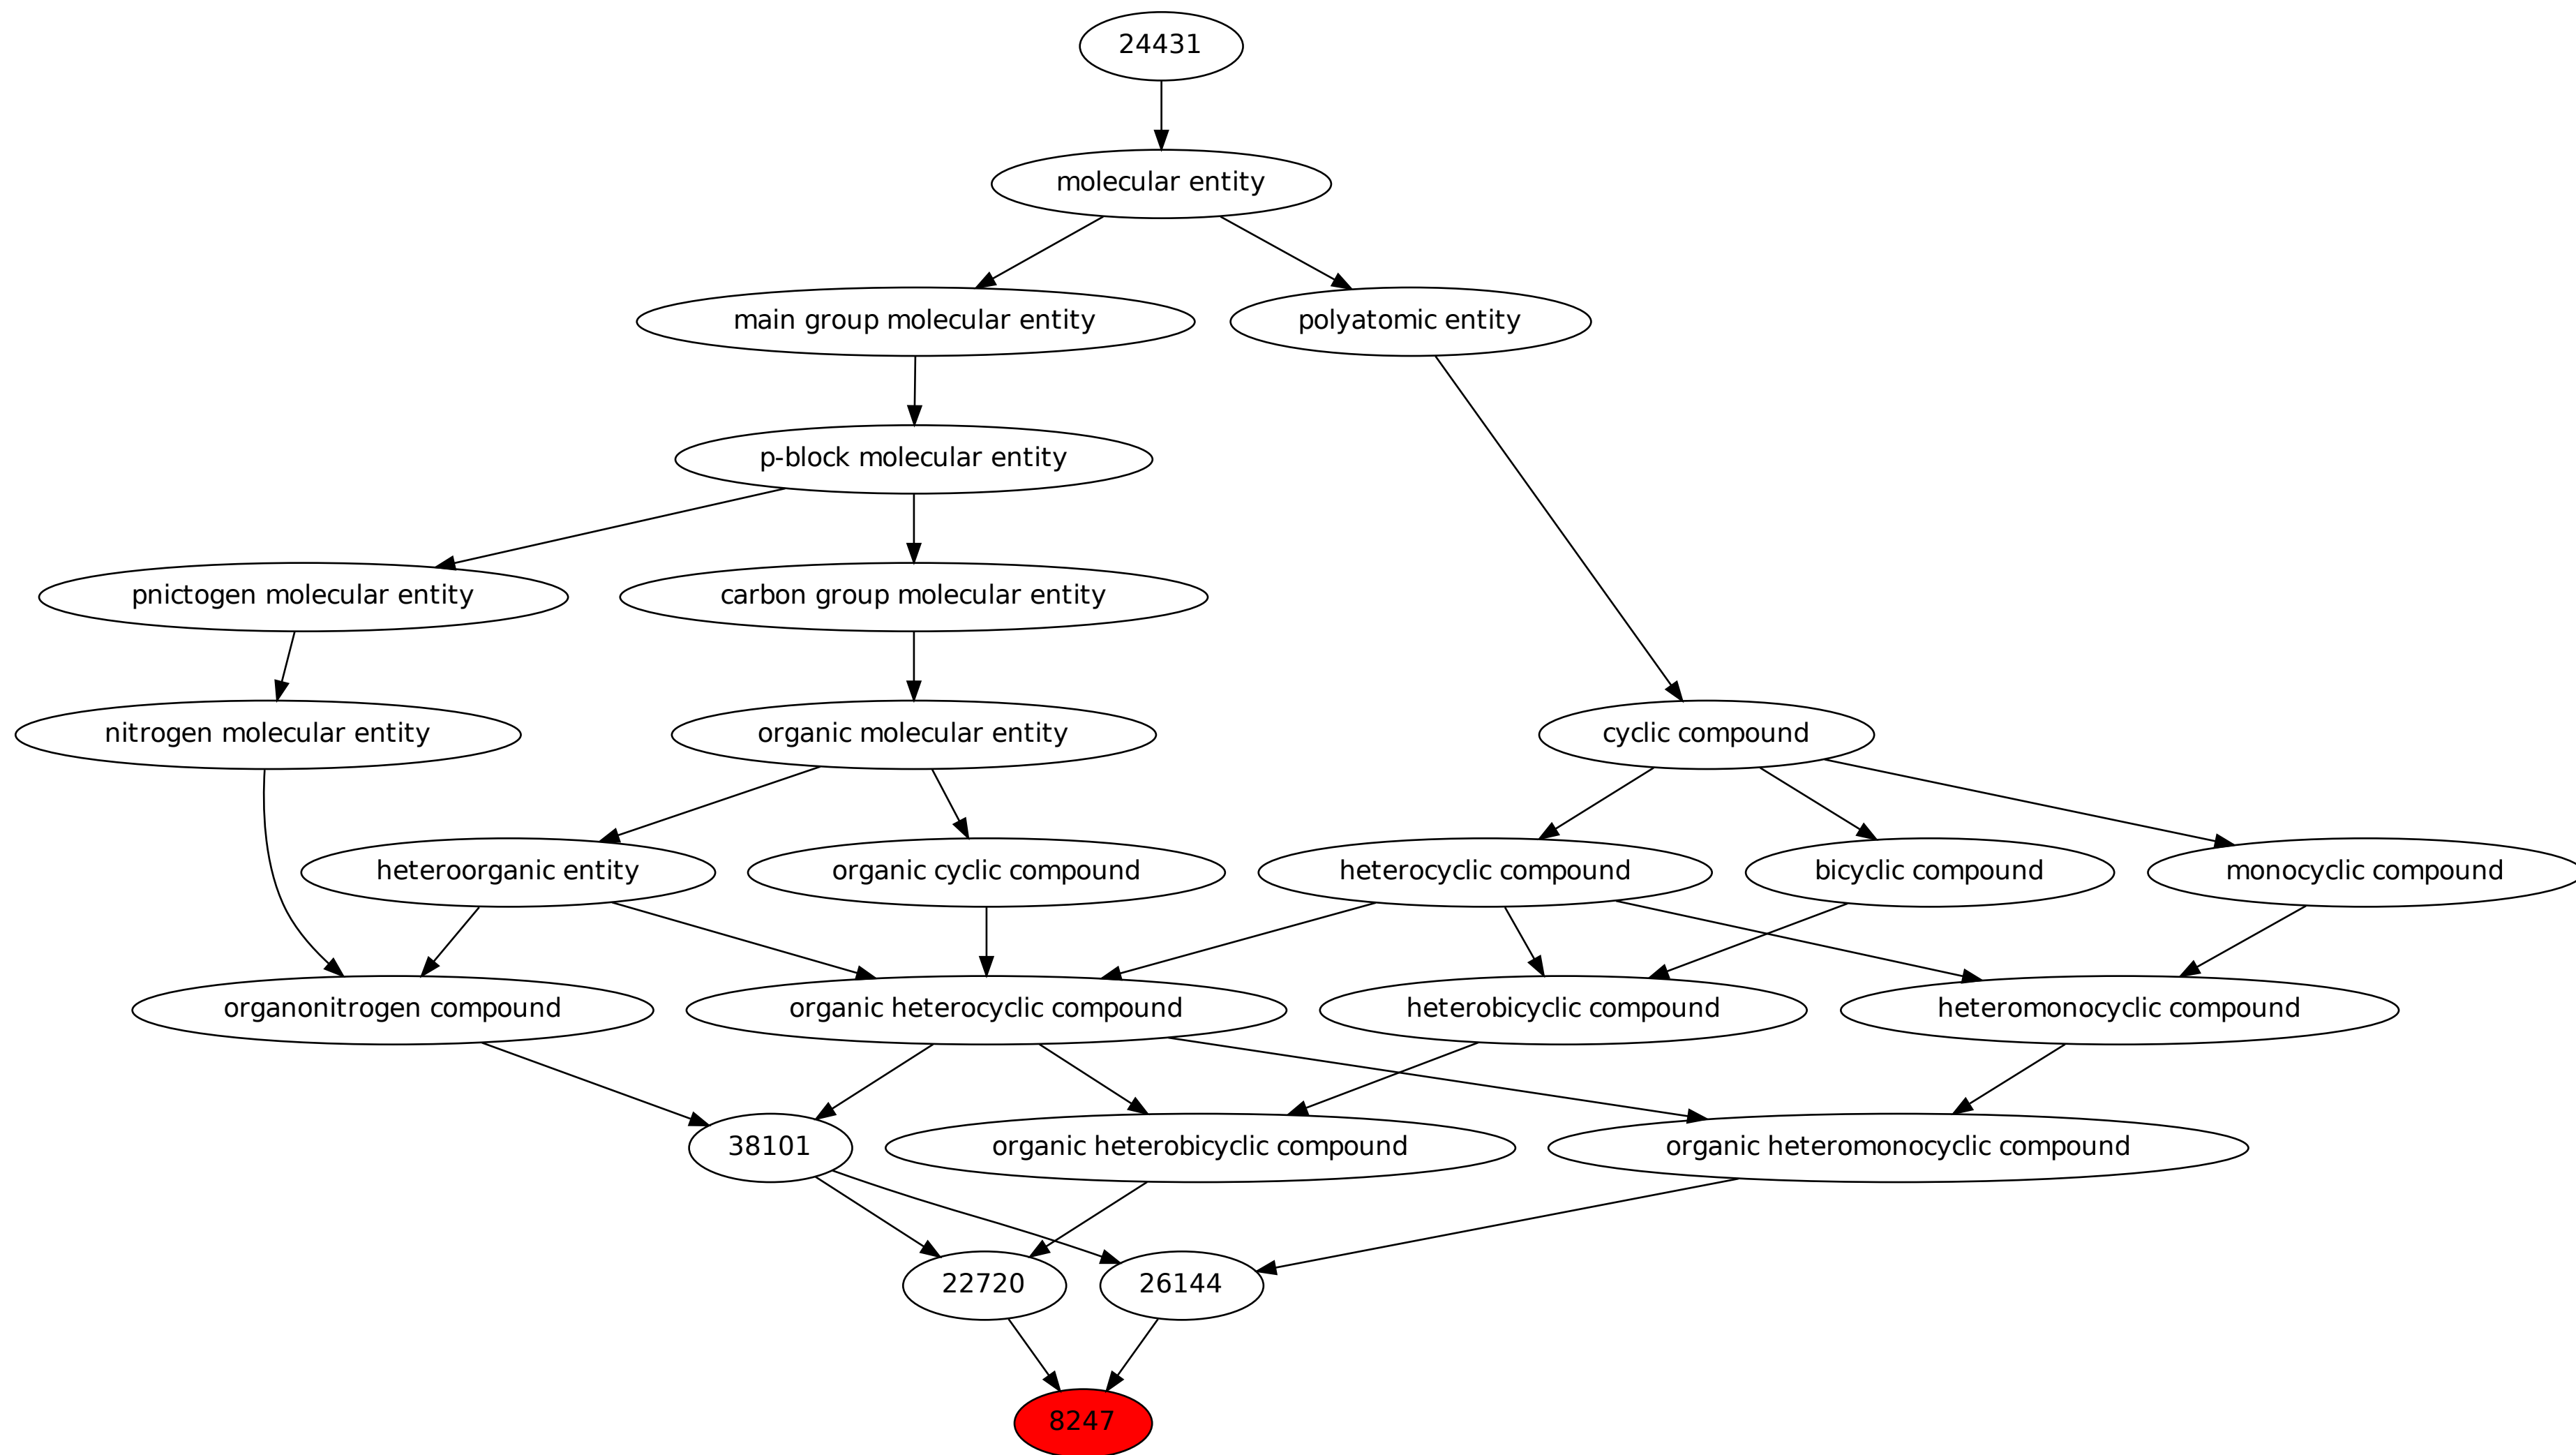 24431
molecular entity
main group molecular entity
polyatomic entity
p-block molecular entity
pnictogen molecular entity
carbon group molecular entity
nitrogen molecular entity
organic molecular entity
cyclic compound
heteroorganic entity
organic cyclic compound
heterocyclic compound
bicyclic compound
monocyclic compound
organonitrogen compound
organic heterocyclic compound
heterobicyclic compound
heteromonocyclic compound
38101
organic heterobicyclic compound
organic heteromonocyclic compound
22720
26144
8247